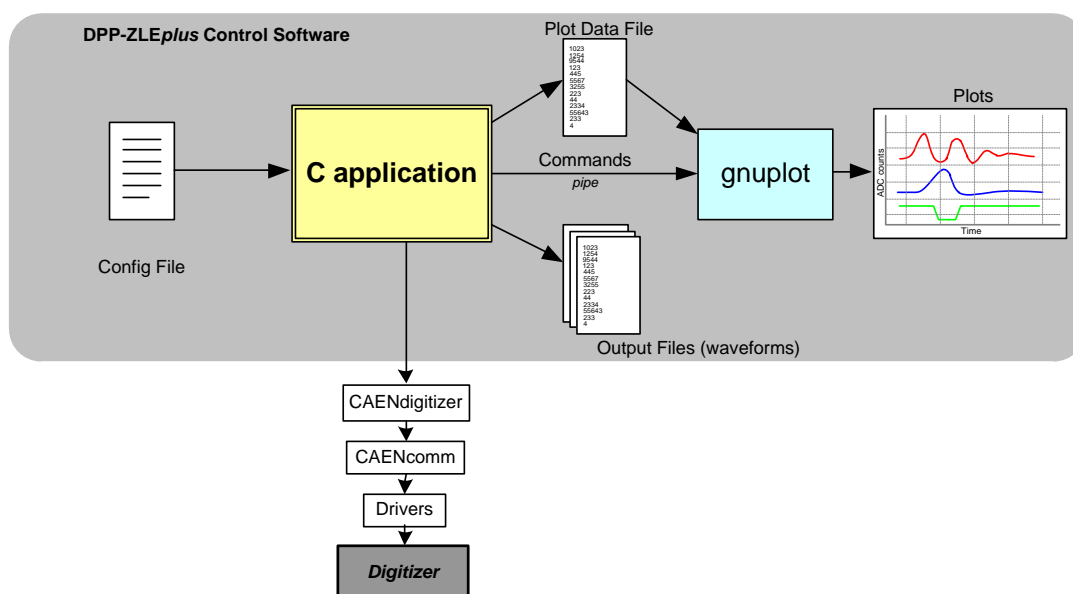 DPP-ZLEplus Control Software
Plot Data File
1023
1254
9544
123
445
5567
3255
223
44
2334
55643
233
4
Config File
C application
Commands
pipe
gnuplot
Plots
ADC counts
Time
1023
1254
9544
123
445
5567
3255
223
44
2334
55643
233
4
Output Files (waveforms)
CAENdigitizer
CAENcomm
Drivers
Digitizer